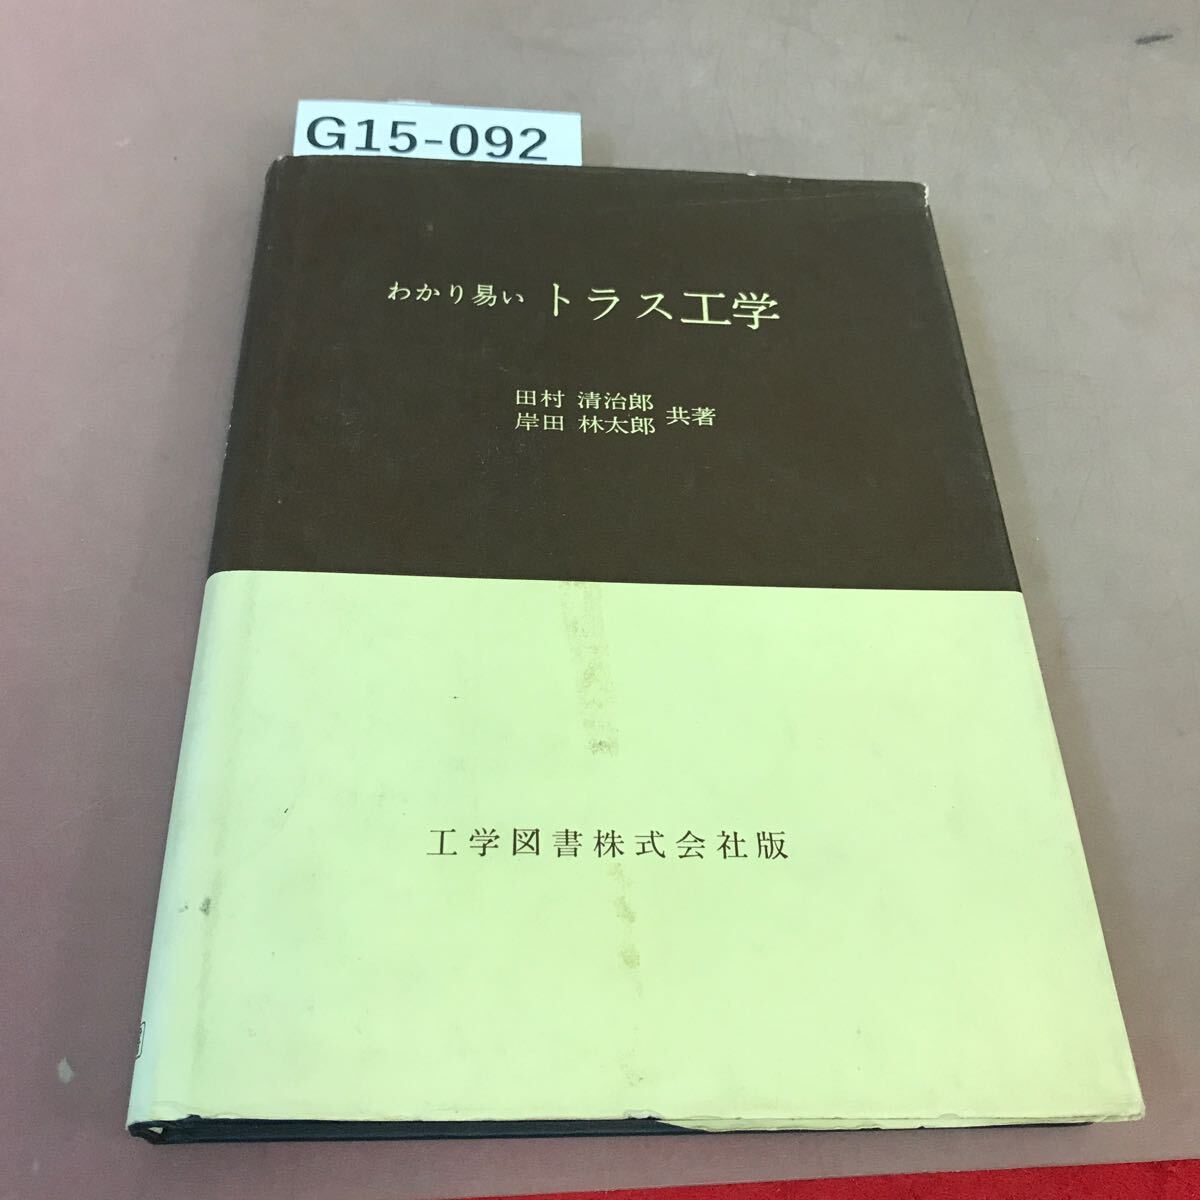 G15-092
わかり易い トラス工学
田村 清治郎
岸田 林太郎 共著
工学図書株式会社版